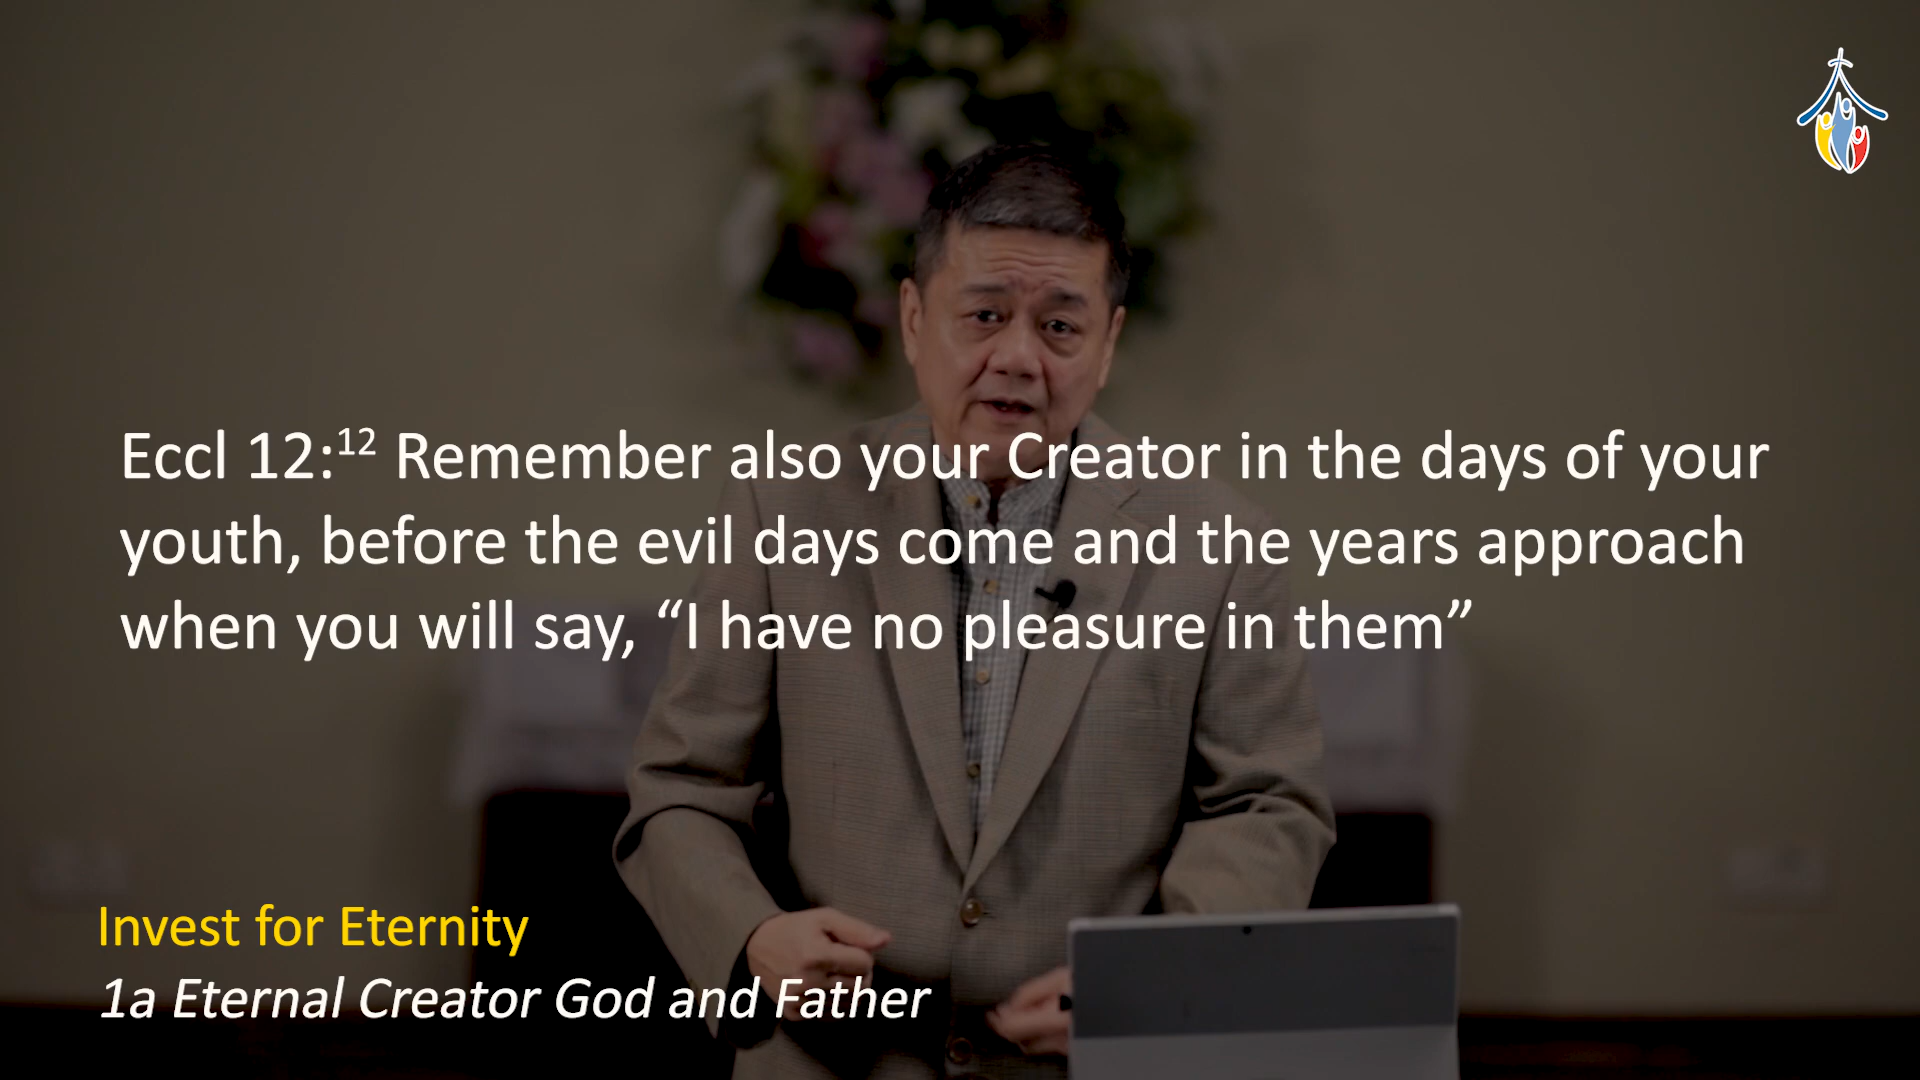 Eccl 12:12 Remember also your Creator in the days of your
youth, before the evil days come and the years approach
when you will say, “I have no pleasure in them”
Invest for Eternity
1a Eternal Creator God and Father